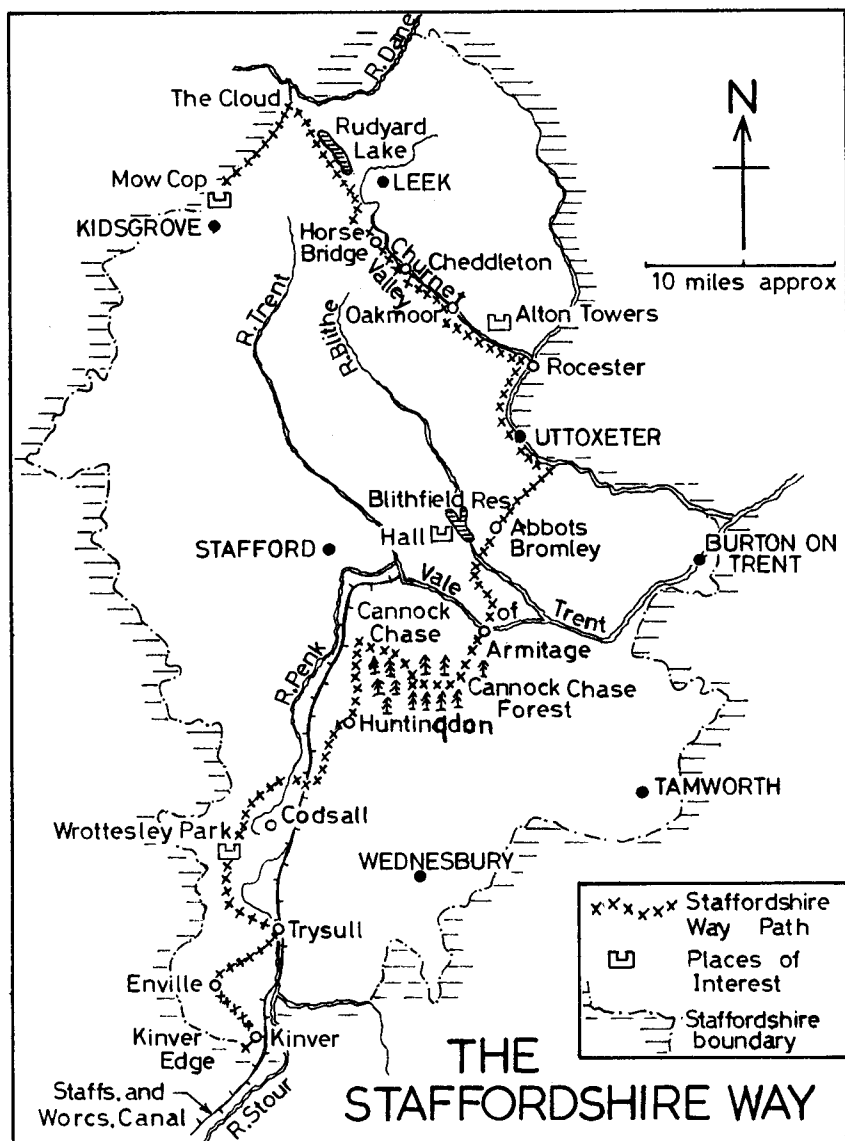 R. Dane
The Cloud
Rudyard
Lake
N
Mow Cop
LEEK
KIDSGROVE
Horse
Bridge
Churnet
Valley
Cheddleton
10 miles approx
R. Trent
Oakmoor
Alton Towers
R. Blithe
Rocester
UTTOXETER
Blithfield Res.
Hall
Abbots
Bromley
STAFFORD
BURTON ON
TRENT
Vale of Trent
Cannock
Chase
Armitage
R. Penk
Cannock Chase
Forest
Huntingdon
qon
TAMWORTH
Codsall
Wrottesley Park
WEDNESBURY
Staffordshire
Way Path
Trysull
Places of
Interest
Enville
Staffordshire
boundary
Kinver
Edge
Kinver
THE
STAFFORDSHIRE WAY
Staffs. and
Worcs. Canal
R. Stour